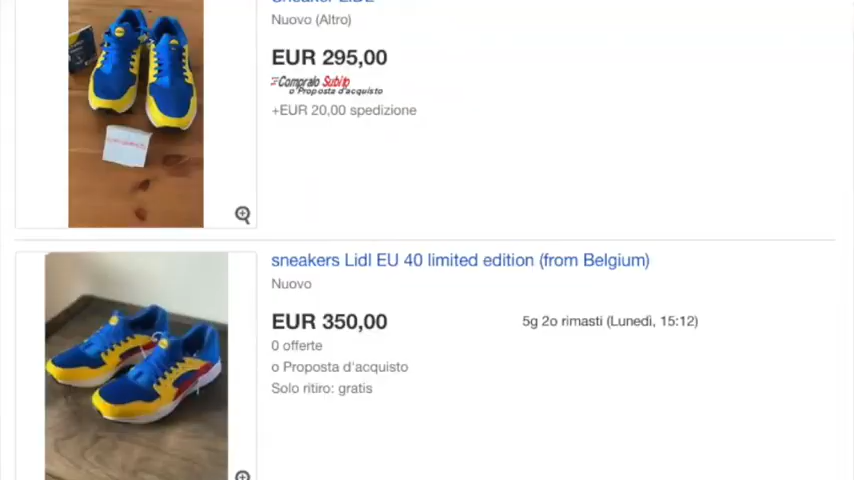 Nuovo (Altro)
EUR 295,00
Compralo Subito
o Proposta d'acquisto
+EUR 20,00 spedizione
sneakers Lidl EU 40 limited edition (from Belgium)
Nuovo
EUR 350,00
5g 2o rimasti (Lunedì, 15:12)
0 offerte
o Proposta d'acquisto
Solo ritiro: gratis